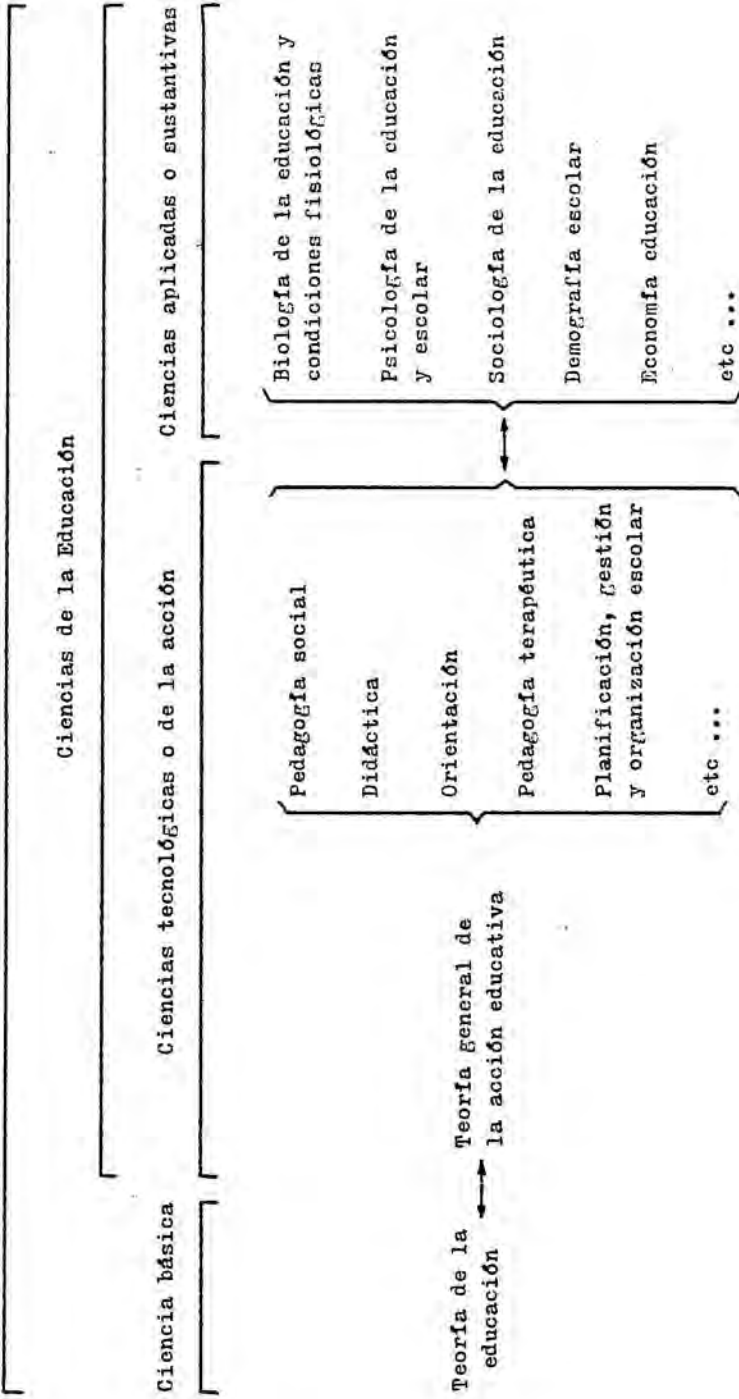 Ciencias de la Educación
Ciencia básica
Ciencias tecnológicas o de la acción
Ciencias aplicadas o sustantivas
Teoría de la
educación
Teoría general de
la acción educativa
Pedagogía social
Didáctica
Orientación
Pedagogía terapéutica
Planificación, gestión
y organización escolar
etc ...
Biología de la educación y
condiciones fisiológicas
Psicología de la educación
y escolar
Sociología de la educación
Demografía escolar
Economía educación
etc ...